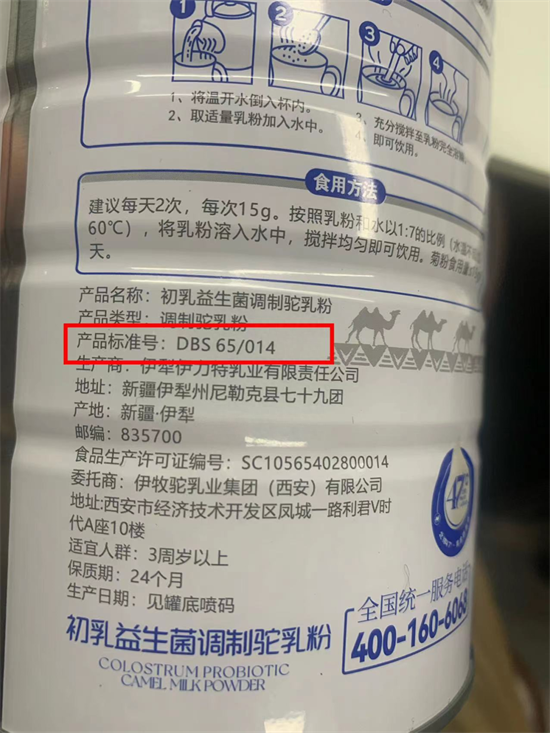 1
2
3
4
1、将温开水倒入杯内。
2、取适量乳粉加入水中。
3、充分搅拌至乳粉完全溶解。
4、即可饮用。
食用方法
建议每天2次，每次15g。按照乳粉和水以1:7的比例（水温不
60℃），将乳粉溶入水中，搅拌均匀即可饮用。菊粉食用量
天。
产品名称：初乳益生菌调制驼乳粉
产品类型：调制驼乳粉
产品标准号：DBS 65/014
生产商：伊犁伊力特乳业有限责任公司
地址：新疆伊犁州尼勒克县七十九团
产地：新疆·伊犁
邮编：835700
食品生产许可证编号：SC10565402800014
委托商：伊牧驼乳业集团（西安）有限公司
地址:西安市经济技术开发区凤城一路利君V时
代A座10楼
适宜人群：3周岁以上
保质期：24个月
生产日期：见罐底喷码
47
全国统一服务电话
400-160-6068
初乳益生菌调制驼乳粉
COLOSTRUM PROBIOTIC
CAMEL MILK POWDER